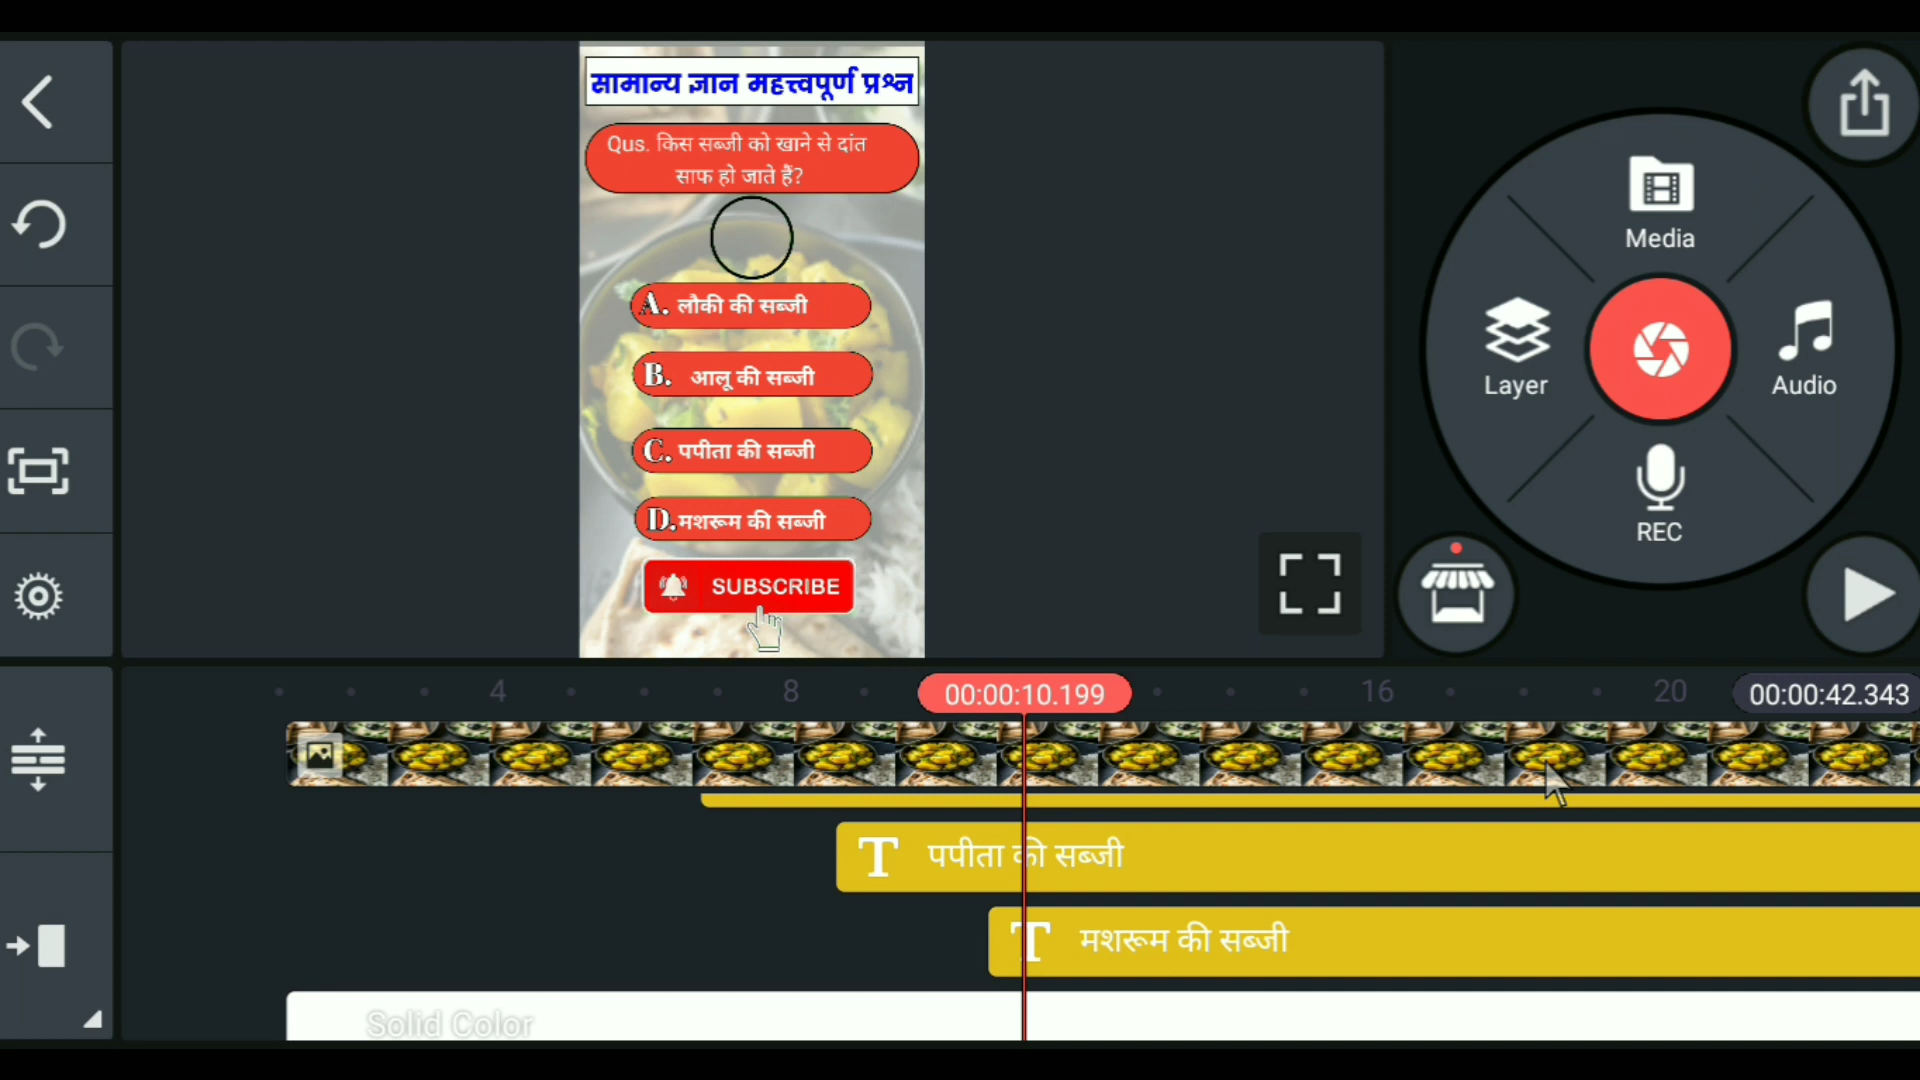 सामान्य ज्ञान महत्त्वपूर्ण प्रश्न
Qus. किस सब्जी को खाने से दांत
साफ हो जाते हैं?
A. लौकी की सब्जी
B. आलू की सब्जी
C. पपीता की सब्जी
D. मशरूम की सब्जी
SUBSCRIBE
Media
Layer
Audio
REC
4
8
00:00:10.199
16
20
00:00:42.343
पपीता की सब्जी
मशरूम की सब्जी
Solid Color